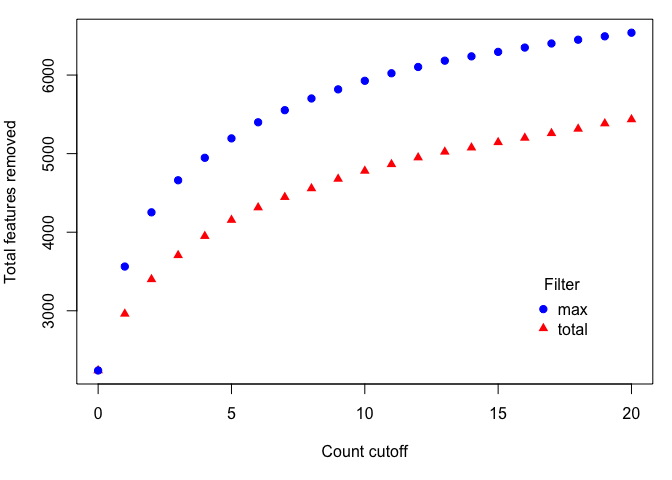 Total features removed
6000
5000
4000
3000
Filter
max
total
0 5 10 15 20
Count cutoff